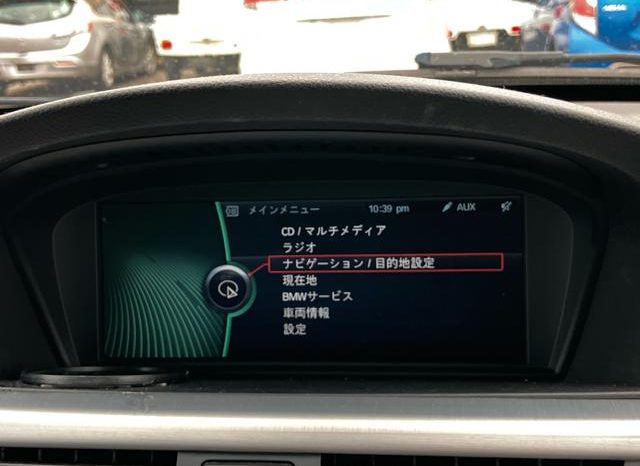 メインメニュー 10:39 pm AUX
CD / マルチメディア
ラジオ
ナビゲーション / 目的地設定
現在地
BMWサービス
車両情報
設定